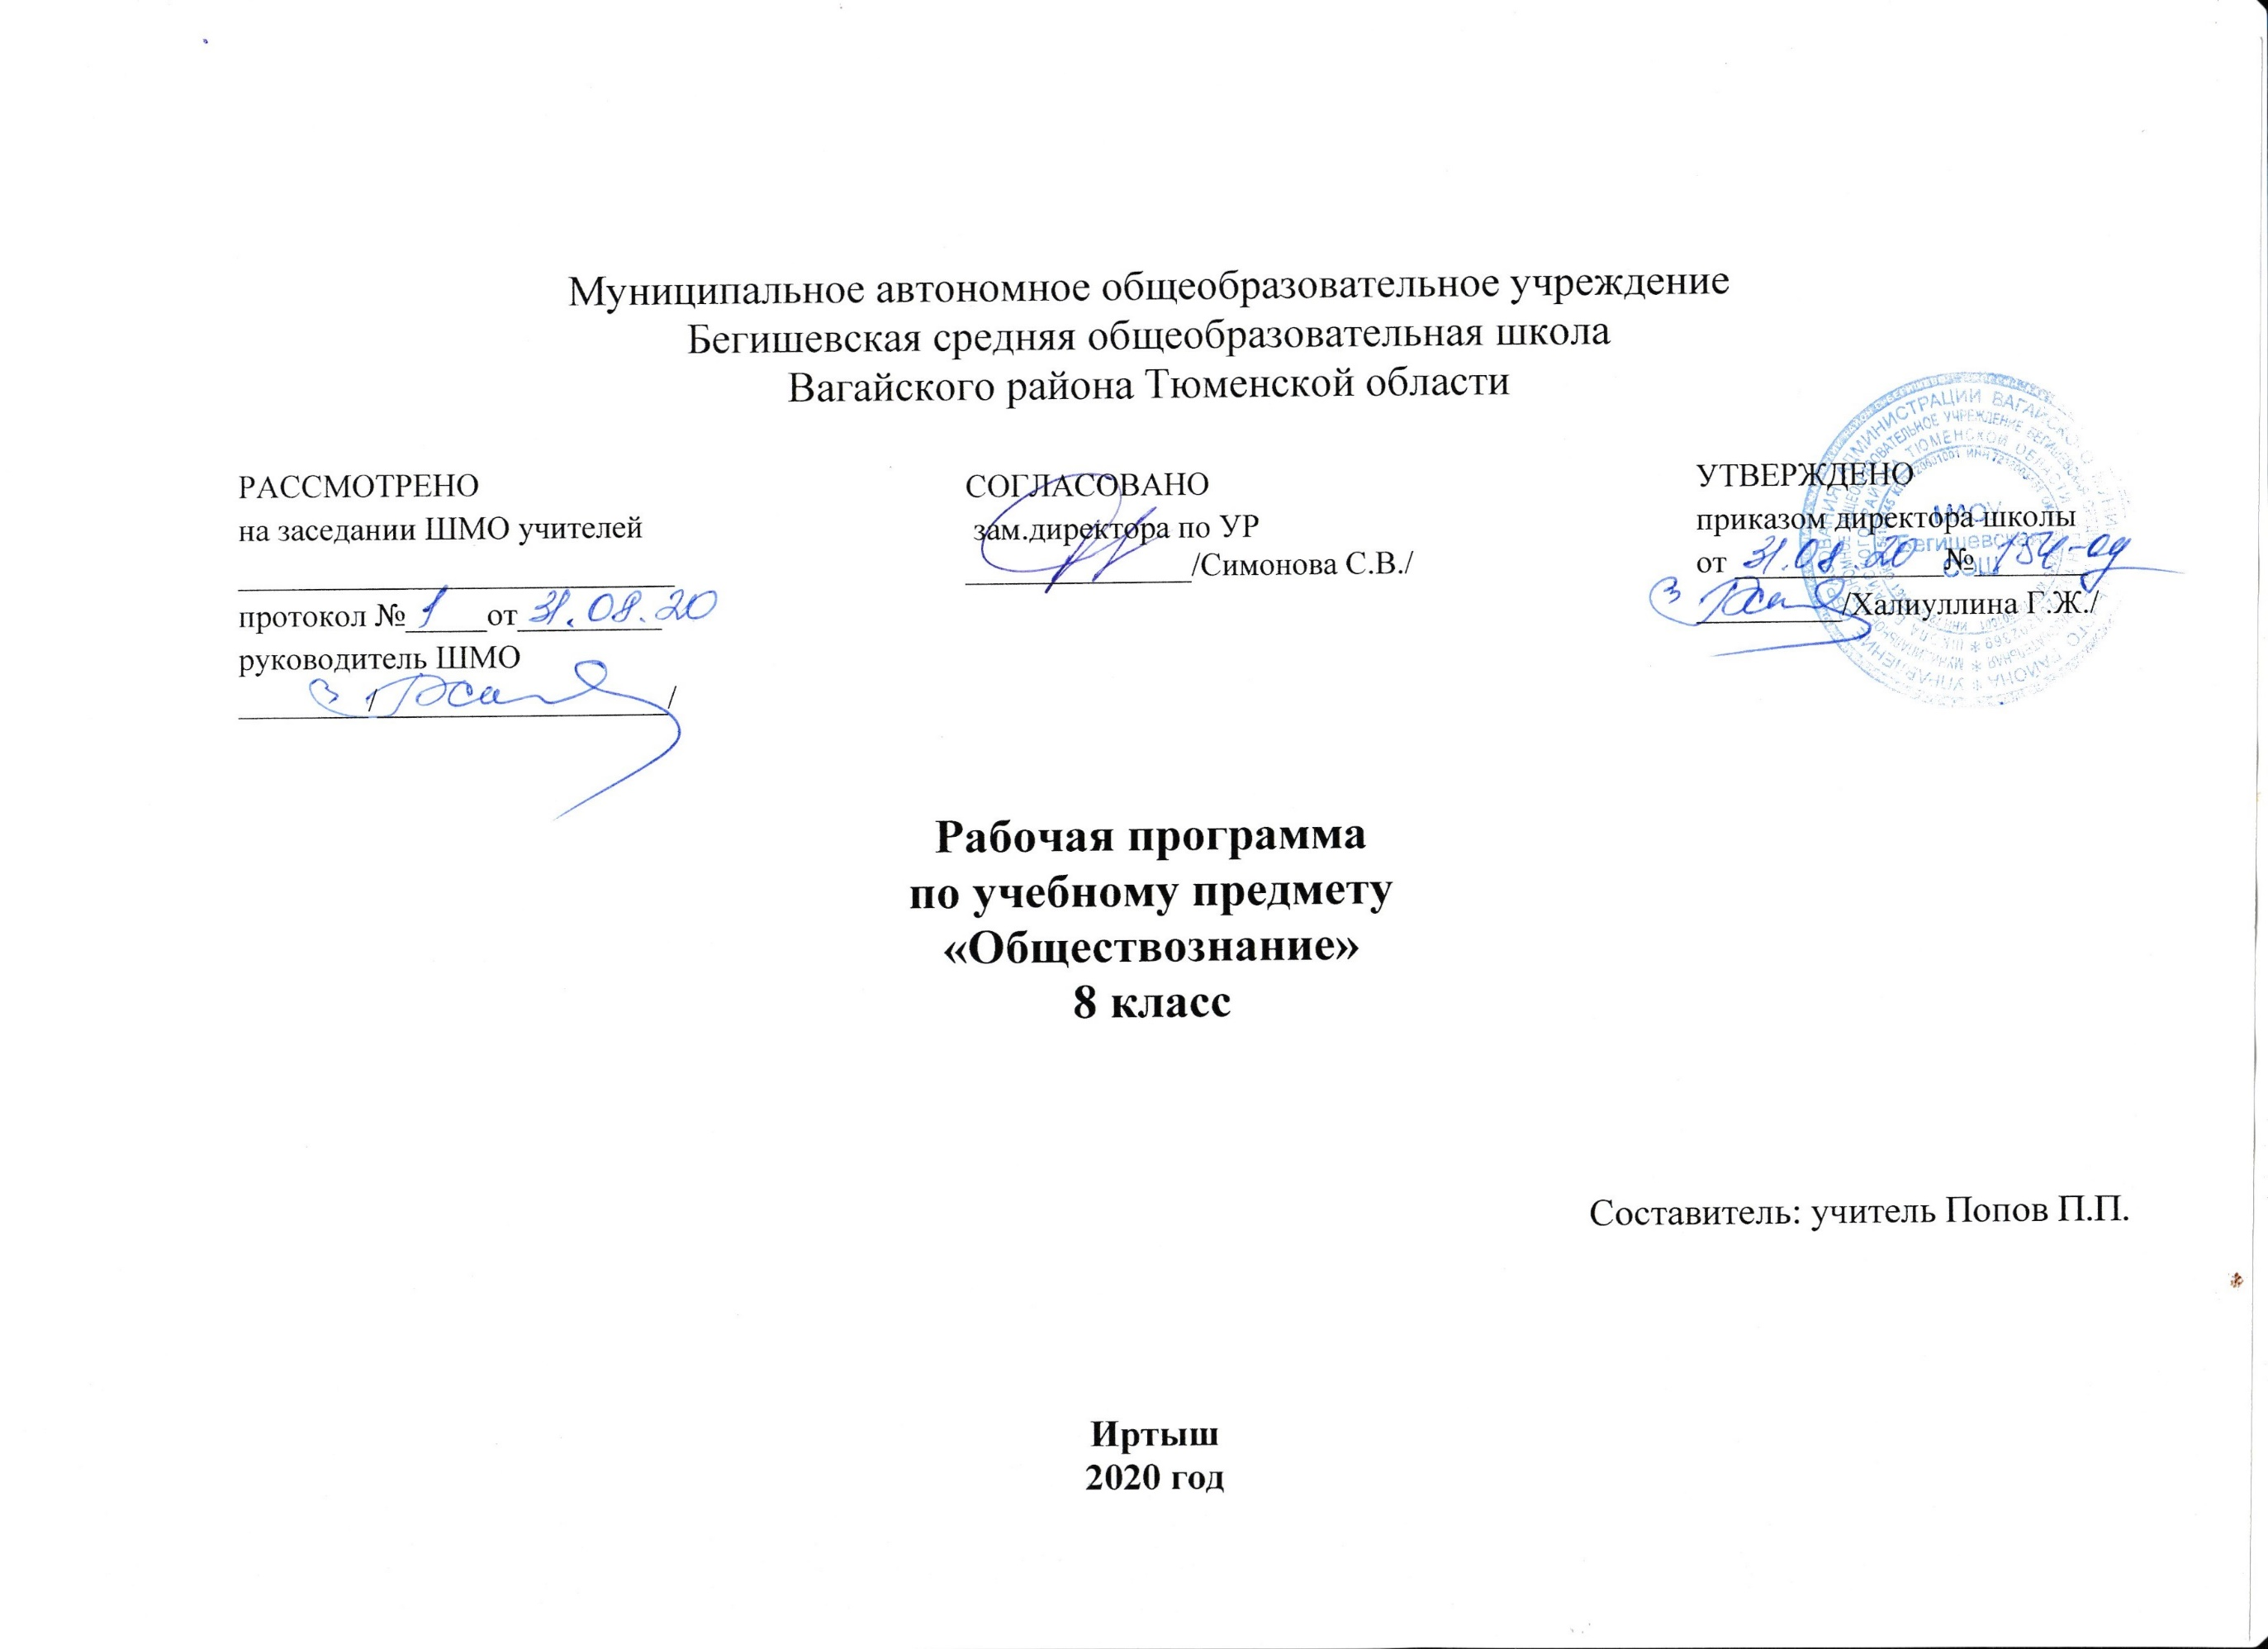 Муниципальное автономное общеобразовательное учреждение
Бегишевская средняя общеобразовательная школа
Вагайского района Тюменской области
РАССМОТРЕНО
на заседании ШМО учителей
протокол № 1 от 31.08.20
руководитель ШМО
/ /
СОГЛАСОВАНО
зам.директора по УР
/Симонова С.В./
УТВЕРЖДЕНО
приказом директора школы
от 31.08.20 № 154-од
/Халиуллина Г.Ж./
МАОУ
Бегишевская
СОШ
Рабочая программа
по учебному предмету
«Обществознание»
8 класс
Составитель: учитель Попов П.П.
Иртыш
2020 год